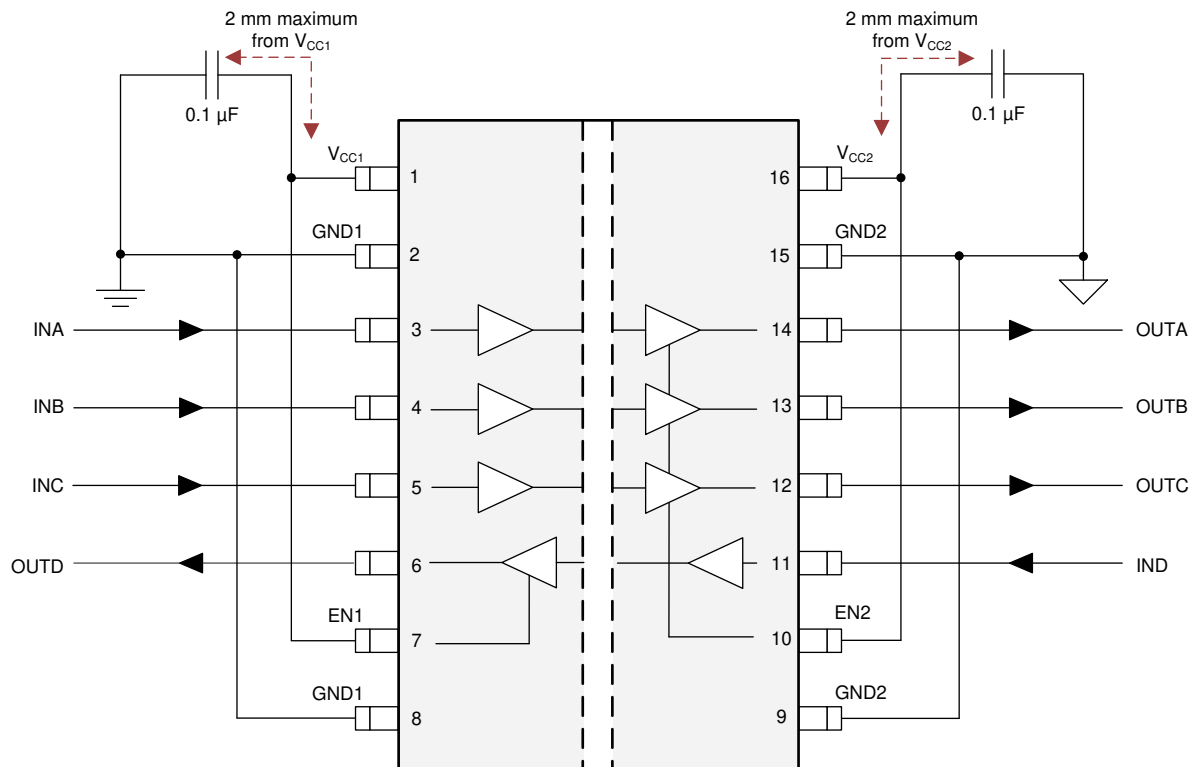 2 mm maximum
from VCC1
2 mm maximum
from VCC2
0.1 µF
0.1 µF
VCC1
1
16
VCC2
GND1
2
15
GND2
INA
3
14
OUTA
INB
4
13
OUTB
INC
5
12
OUTC
OUTD
6
11
IND
EN1
7
10
EN2
GND1
8
9
GND2